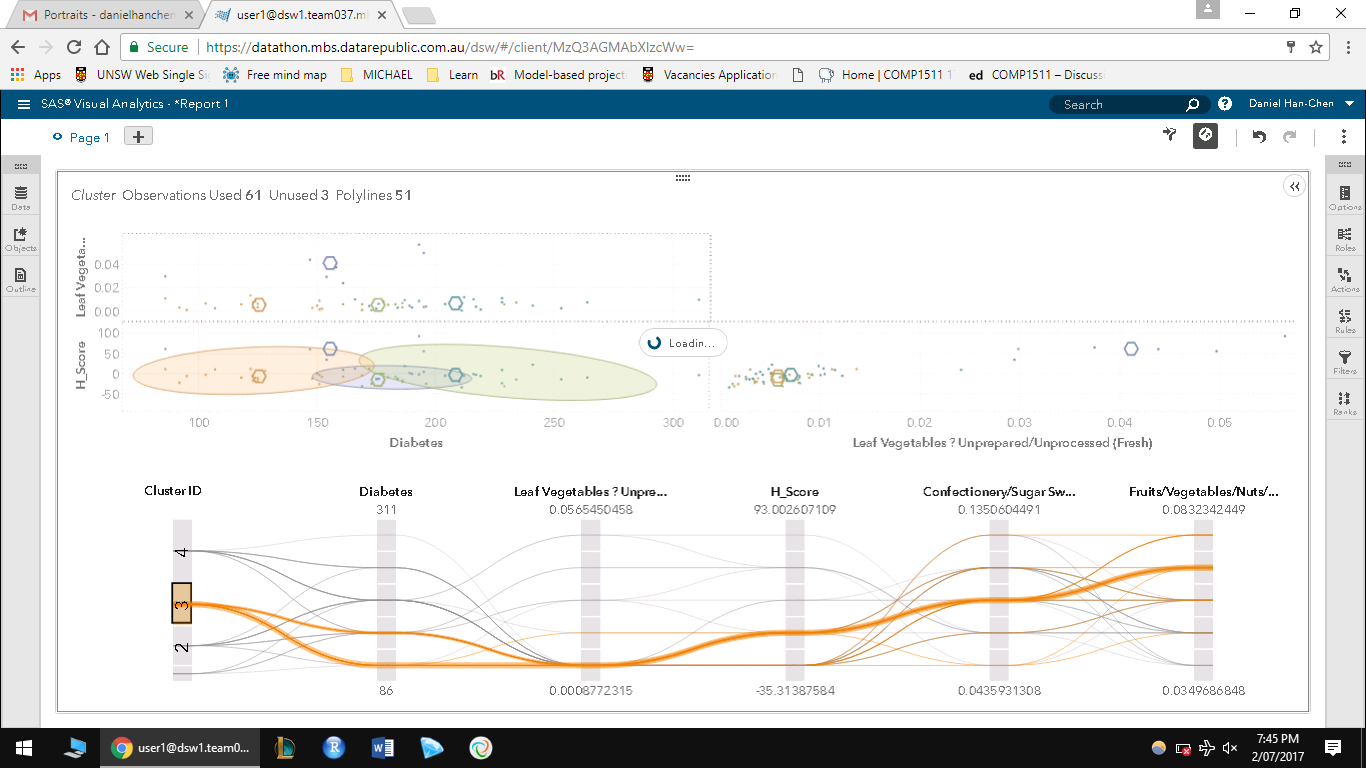 Portraits - danielhanchen
user1@dsw1.team037.m
Secure https://datathon.mbs.datarepublic.com.au/dsw/#/client/MzQ3AGMAbXlzcWw=
Apps UNSW Web Single Si Free mind map MICHAEL Learn bR Model-based project Vacancies Application Home | COMP1511 1 ed COMP1511 – Discuss
SAS® Visual Analytics - *Report 1 Search Daniel Han-Chen
Page 1 +
Data
Objects
Outline
Options
Roles
Actions
Rules
Filters
Ranks
Cluster Observations Used 61 Unused 3 Polylines 51
Leaf Vegeta...
0.04
0.02
0.00
H_Score
100
50
0
-50
Loadin...
100 150 200 250 300 0.00 0.01 0.02 0.03 0.04 0.05
Diabetes Leaf Vegetables ? Unprepared/Unprocessed (Fresh)
Cluster ID Diabetes Leaf Vegetables ? Unpre... H_Score Confectionery/Sugar Sw... Fruits/Vegetables/Nuts/...
311 0.0565450458 93.002607109 0.1350604491 0.0832342449
4
3
2
86 0.0008772315 -35.31387584 0.0435931308 0.0349686848
user1@dsw1.team0...
7:45 PM
2/07/2017